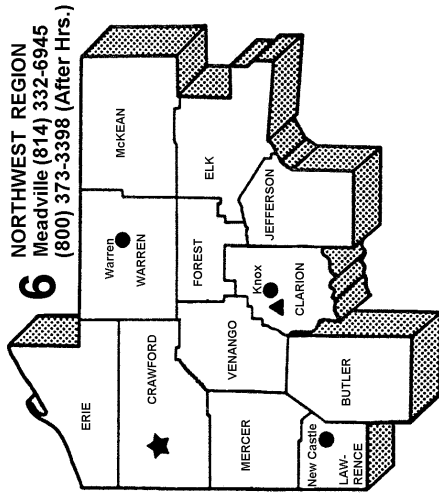 6
NORTHWEST REGION
Meadville (814) 332-6945
(800) 373-3398 (After Hrs.)
ERIE
CRAWFORD
Warren
WARREN
McKEAN
MERCER
VENANGO
FOREST
ELK
New Castle
LAW-
RENCE
BUTLER
Knox
CLARION
JEFFERSON